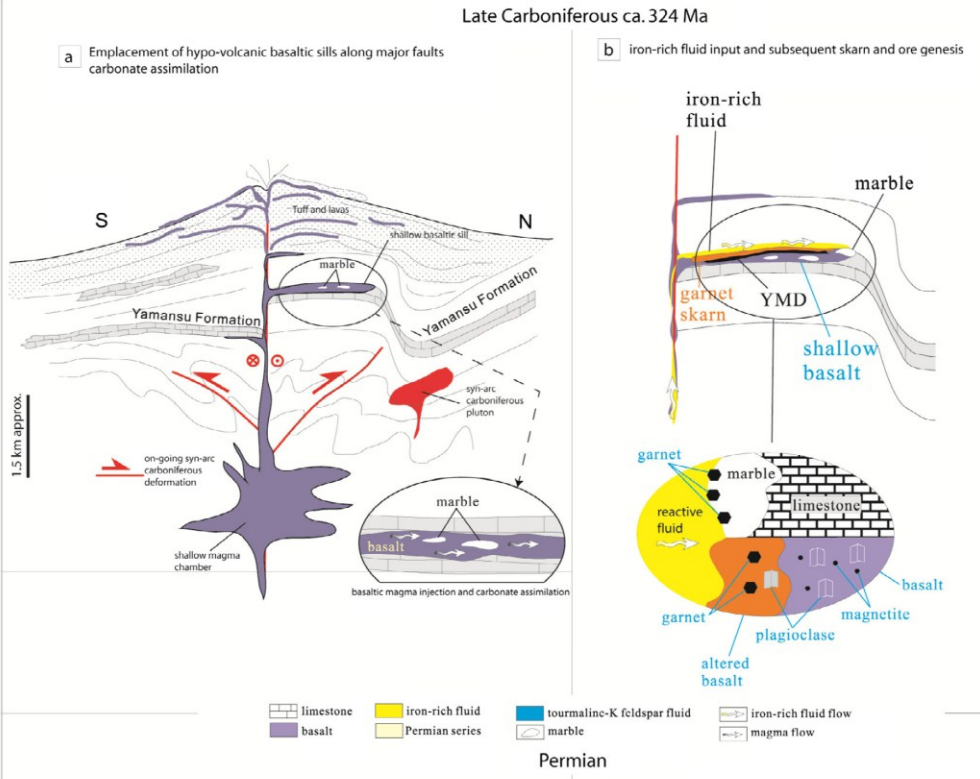 Late Carboniferous ca. 324 Ma
a Emplacement of hypo-volcanic basaltic sills along major faults
carbonate assimilation
S
N
Tuff and lavas
shallow basaltic sill
marble
Yamansu Formation
Yamansu Formation
syn-arc
carboniferous
pluton
1.5 km approx.
on-going syn-arc
carboniferous
deformation
shallow magma
chamber
marble
basalt
basaltic magma injection and carbonate assimilation
b iron-rich fluid input and subsequent skarn and ore genesis
iron-rich
fluid
marble
garnet
skarn
YMD
shallow
basalt
garnet
marble
limestone
reactive
fluid
basalt
magnetite
garnet
plagioclase
altered
basalt
limestone
iron-rich fluid
tourmaline-K feldspar fluid
iron-rich fluid flow
basalt
Permian series
marble
magma flow
Permian